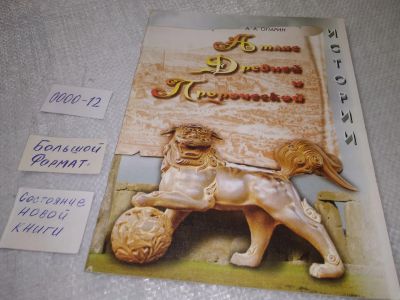 А. А. ОПАРИН
Атлас
Древней и
Пророческой
ИСТОРИИ
0000-12
БОЛЬШОЙ
ФОРМАТ.
СОСТОЯНИЕ
НОВОЙ
КНИГИ